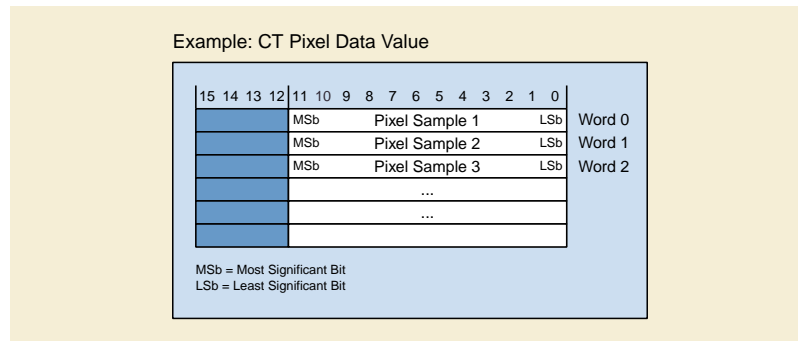 Example: CT Pixel Data Value
15 14 13 12 11 10 9 8 7 6 5 4 3 2 1 0
MSb Pixel Sample 1 LSb Word 0
MSb Pixel Sample 2 LSb Word 1
MSb Pixel Sample 3 LSb Word 2
...
...
MSb = Most Significant Bit
LSb = Least Significant Bit